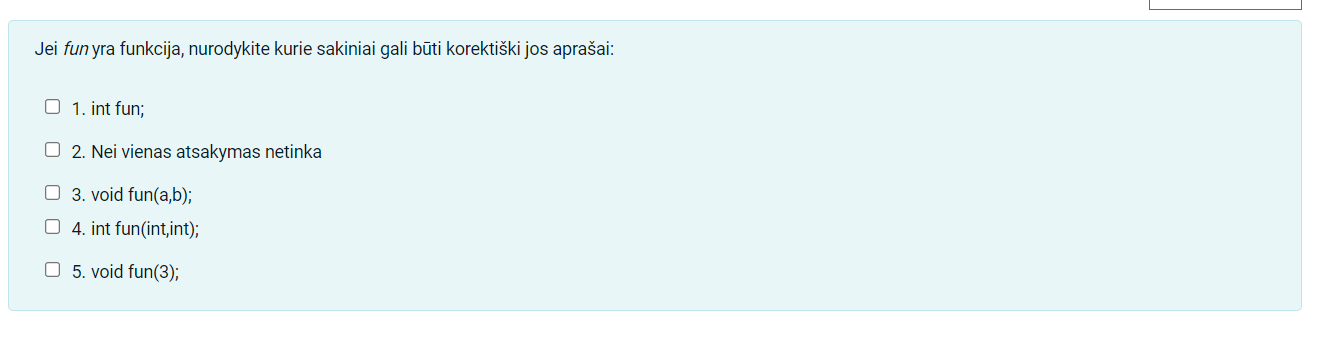 Jei fun yra funkcija, nurodykite kurie sakiniai gali būti korektiški jos aprašai:
1. int fun;
2. Nei vienas atsakymas netinka
3. void fun(a,b);
4. int fun(int,int);
5. void fun(3);